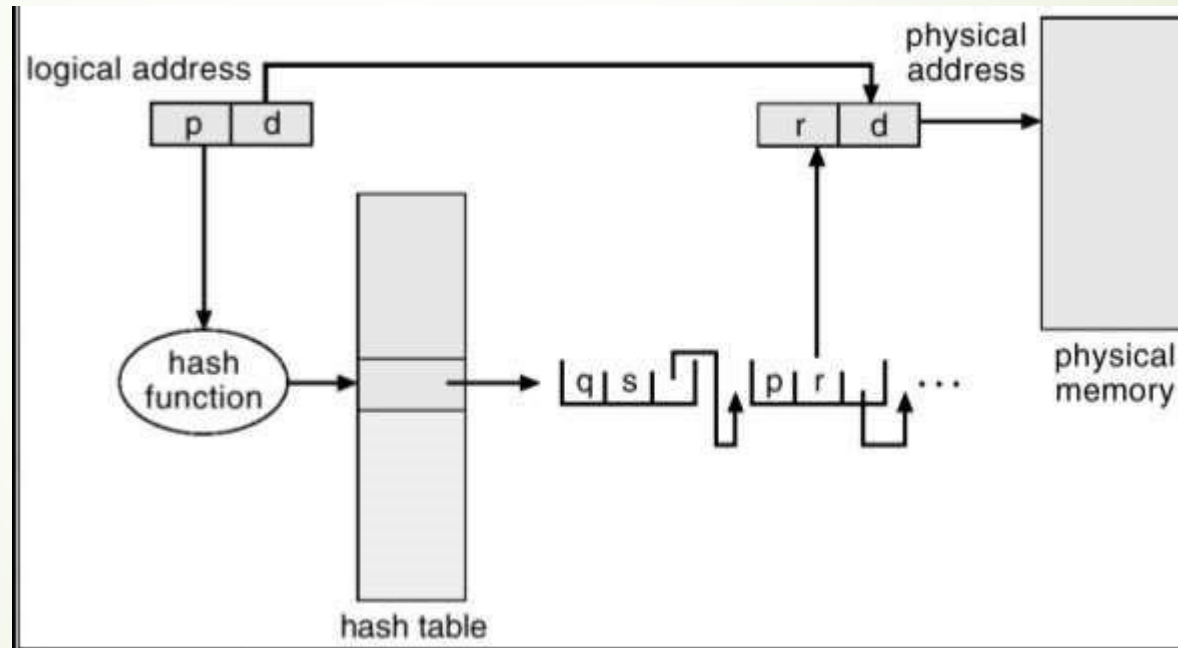 logical address
p d
physical
address
r d
hash
function
q s
p r
...
physical
memory
hash table